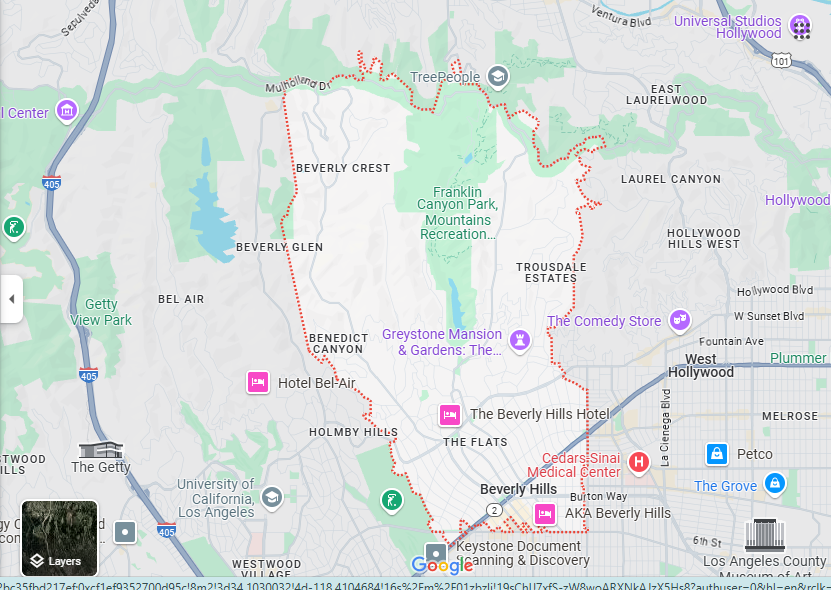 Sepulveda
Ventura Blvd
Universal Studios
Hollywood
101
TreePeople
Mulholland Dr
EAST
LAURELWOOD
l Center
BEVERLY CREST
LAUREL CANYON
405
Franklin
Canyon Park,
Mountains
Recreation...
Hollywood
HOLLYWOOD
HILLS WEST
BEVERLY GLEN
TROUSDALE
ESTATES
BEL AIR
Hollywood Blvd
Getty
View Park
The Comedy Store
W Sunset Blvd
BENEDICT
CANYON
Greystone Mansion
& Gardens: The...
Fountain Ave
West
Hollywood
Plummer
405
Hotel Bel-Air
La Cienega Blvd
The Beverly Hills Hotel
MELROSE
HOLMBY HILLS
THE FLATS
STWOOD
ILLS
The Getty
Cedars-Sinai
Medical Center
Petco
University of
California,
Los Angeles
Beverly Hills
Burton Way
The Grove
2
AKA Beverly Hills
405
Layers
6th St
Keystone Document
Scanning & Discovery
Google
Los Angeles County
Museum of Art
WESTWOOD
VILLAGE